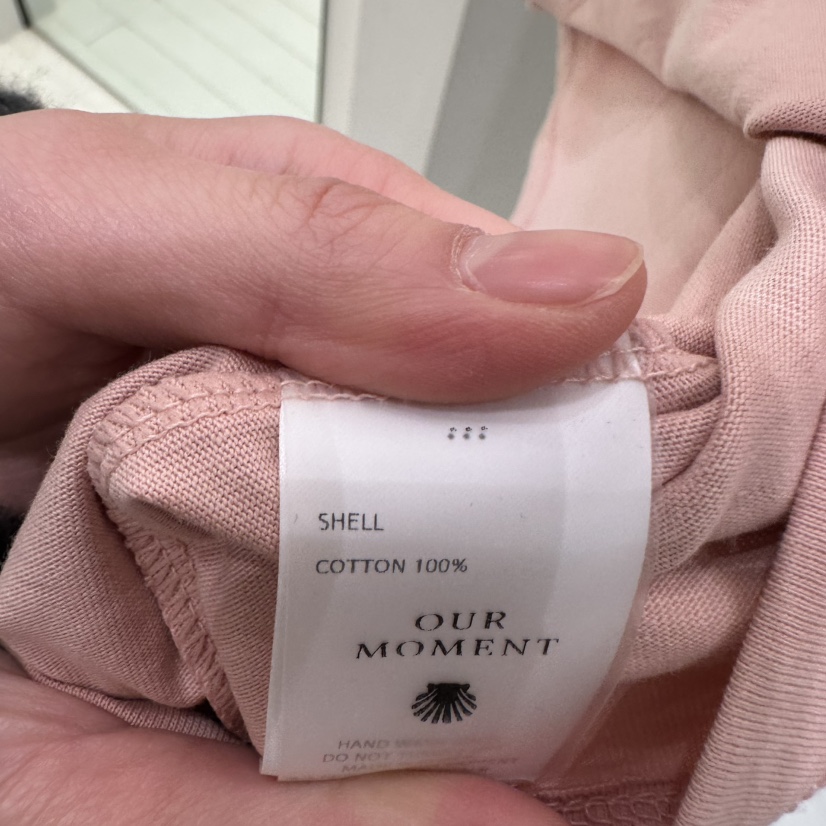 SHELL
COTTON 100%
OUR
MOMENT
HAND
DO NOT